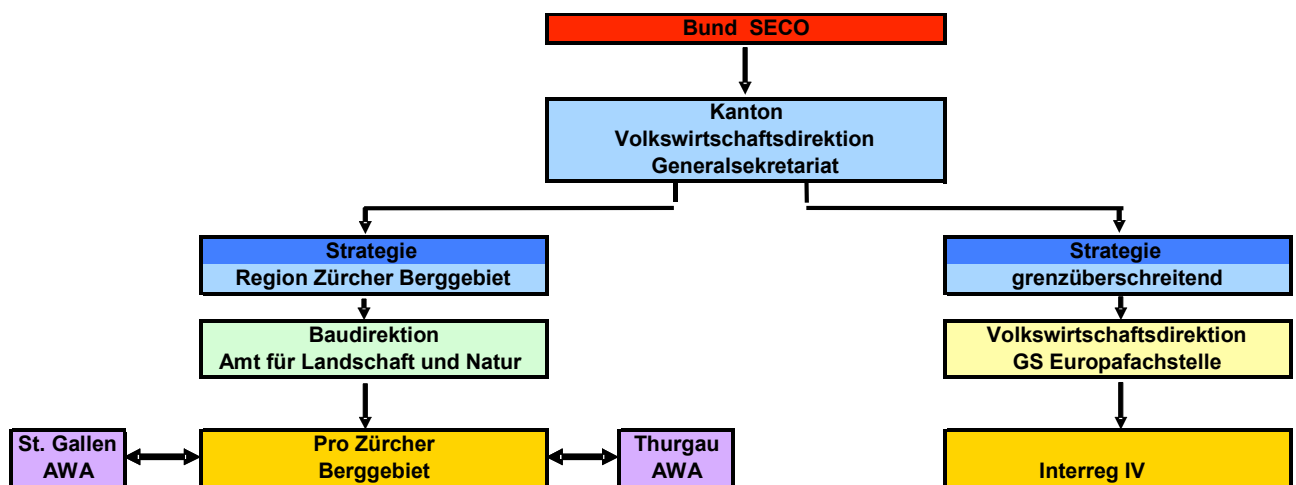 Bund SECO
Kanton
Volkswirtschaftsdirektion
Generalsekretariat
Strategie
Region Zürcher Berggebiet
Strategie
grenzüberschreitend
Baudirektion
Amt für Landschaft und Natur
Volkswirtschaftsdirektion
GS Europafachstelle
St. Gallen
AWA
Pro Zürcher
Berggebiet
Thurgau
AWA
Interreg IV